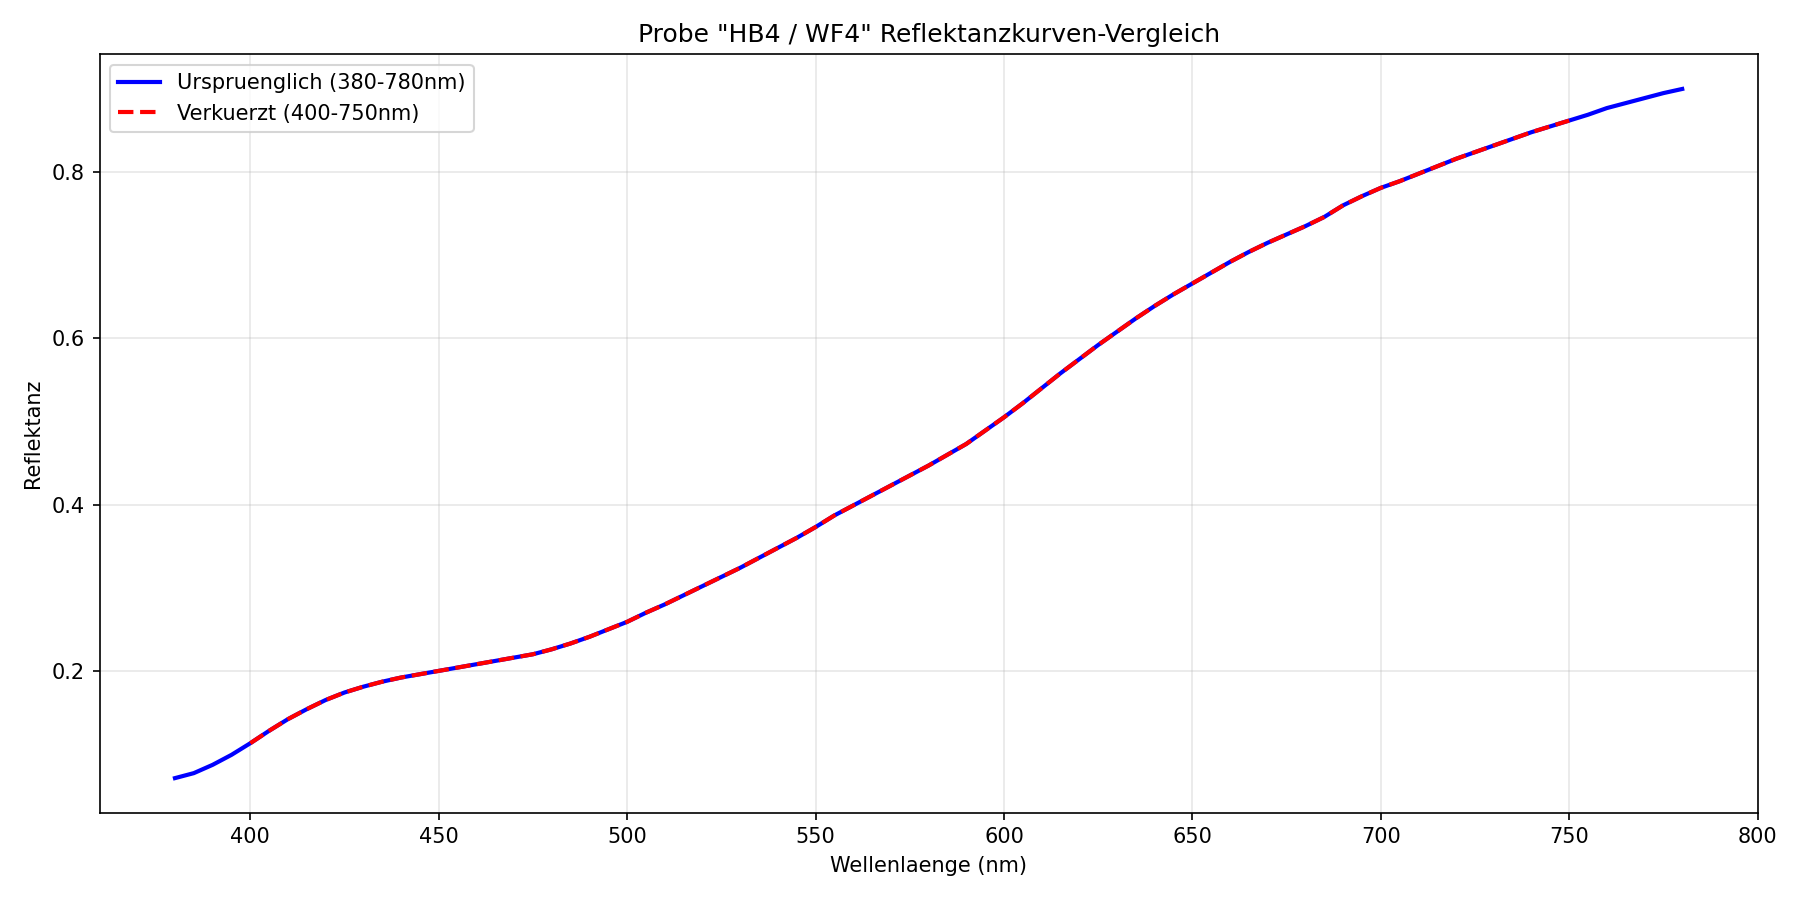 Probe "HB4 / WF4" Reflektanzkurven-Vergleich
Urspruenglich (380-780nm)
Verkuerzt (400-750nm)
0.8
0.6
0.4
0.2
Reflektanz
400 450 500 550 600 650 700 750 800
Wellenlaenge (nm)